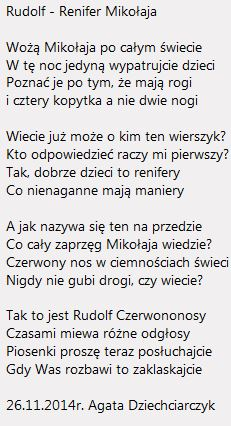 Rudolf - Renifer Mikołaja
Wożą Mikołaja po całym świecie
W tę noc jedyną wypatrujcie dzieci
Poznać je po tym, że mają rogi
i cztery kopytka a nie dwie nogi
Wiecie już może o kim ten wierszyk?
Kto odpowiedzieć raczy mi pierwszy?
Tak, dobrze dzieci to renifery
Co nienaganne mają maniery
A jak nazywa się ten na przedzie
Co cały zaprzęg Mikołaja wiedzie?
Czerwony nos w ciemnościach świeci
Nigdy nie gubi drogi, czy wiecie?
Tak to jest Rudolf Czerwononosy
Czasami miewa różne odgłosy
Piosenki proszę teraz posłuchajcie
Gdy Was rozbawi to zaklaskajcie
26.11.2014r. Agata Dziechciarczyk